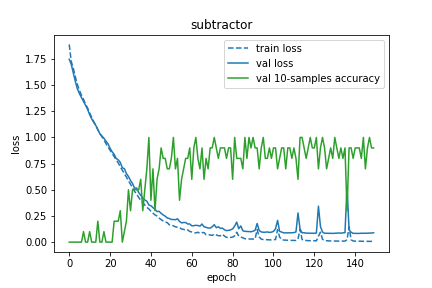 subtractor
train loss
val loss
val 10-samples accuracy
loss
1.75
1.50
1.25
1.00
0.75
0.50
0.25
0.00
0 20 40 60 80 100 120 140
epoch